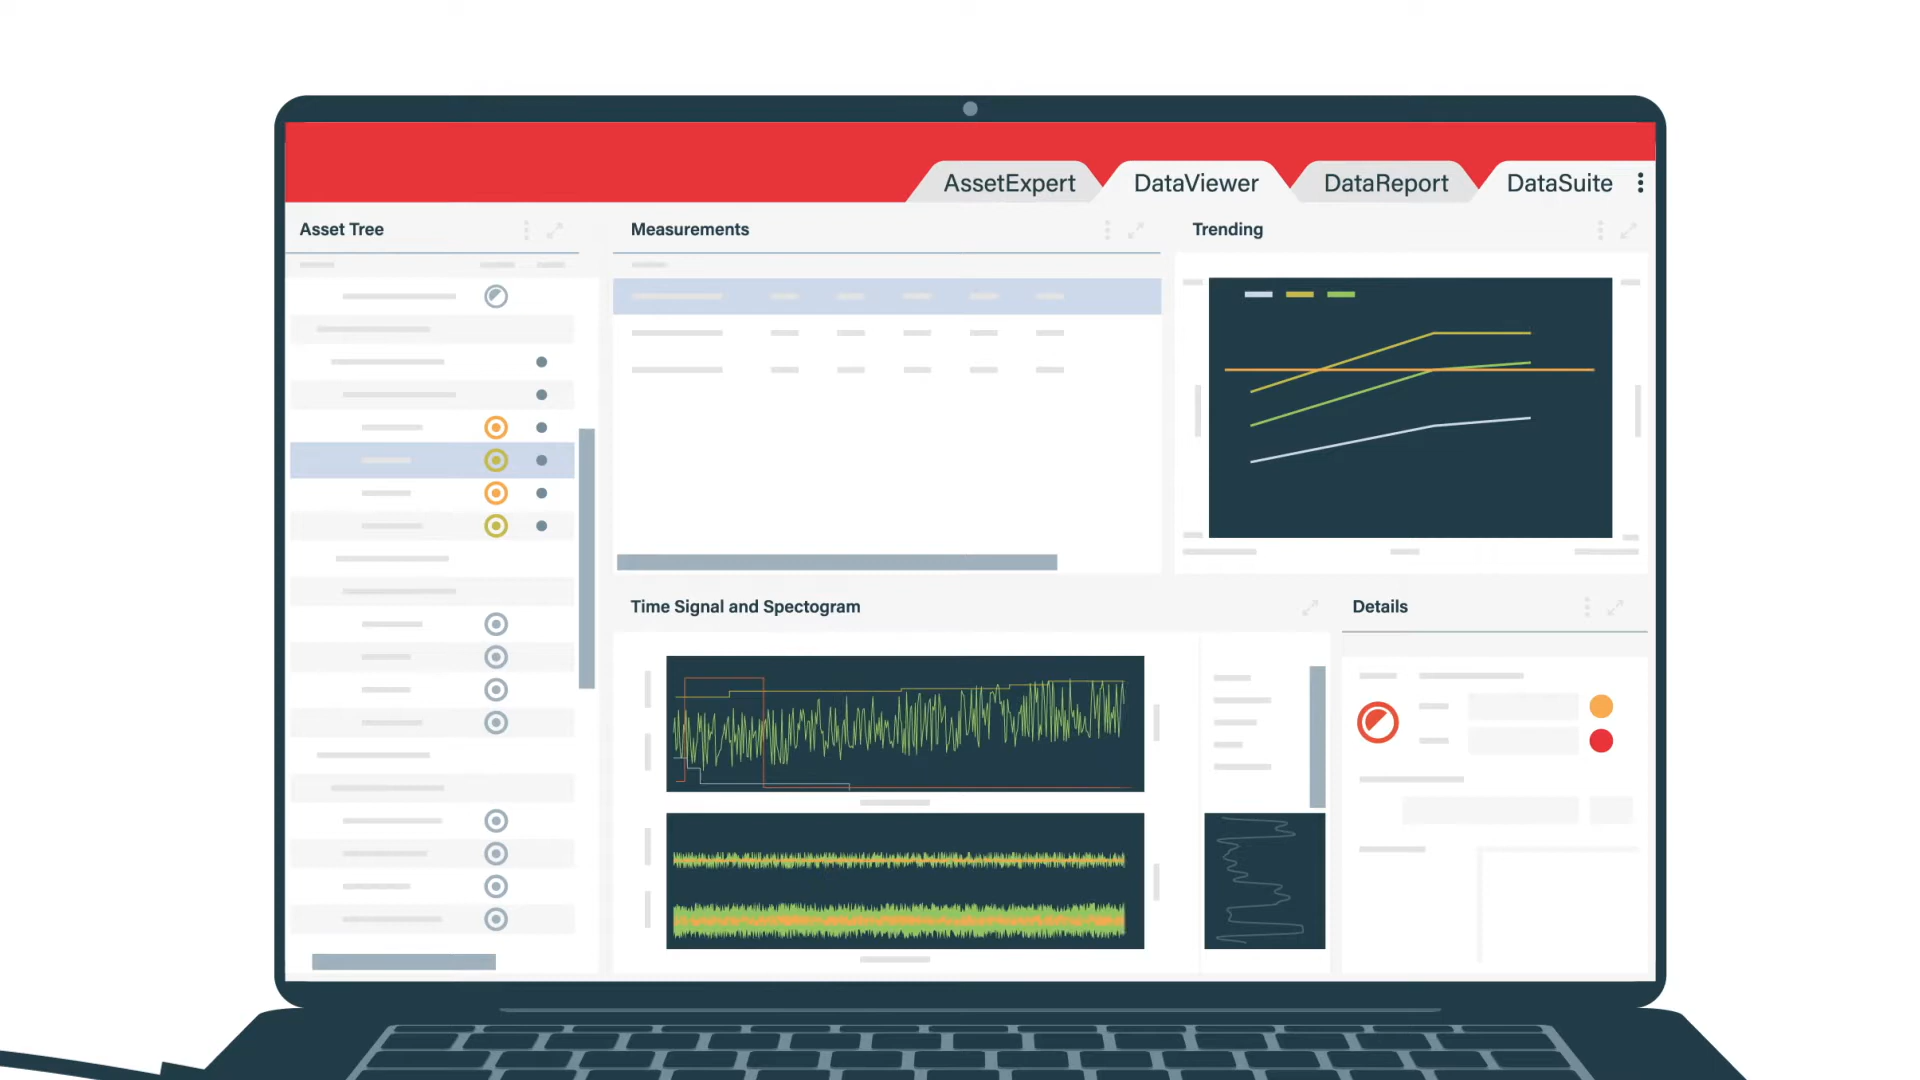 AssetExpert
DataViewer
DataReport
DataSuite
Asset Tree
Measurements
Trending
Time Signal and Spectogram
Details